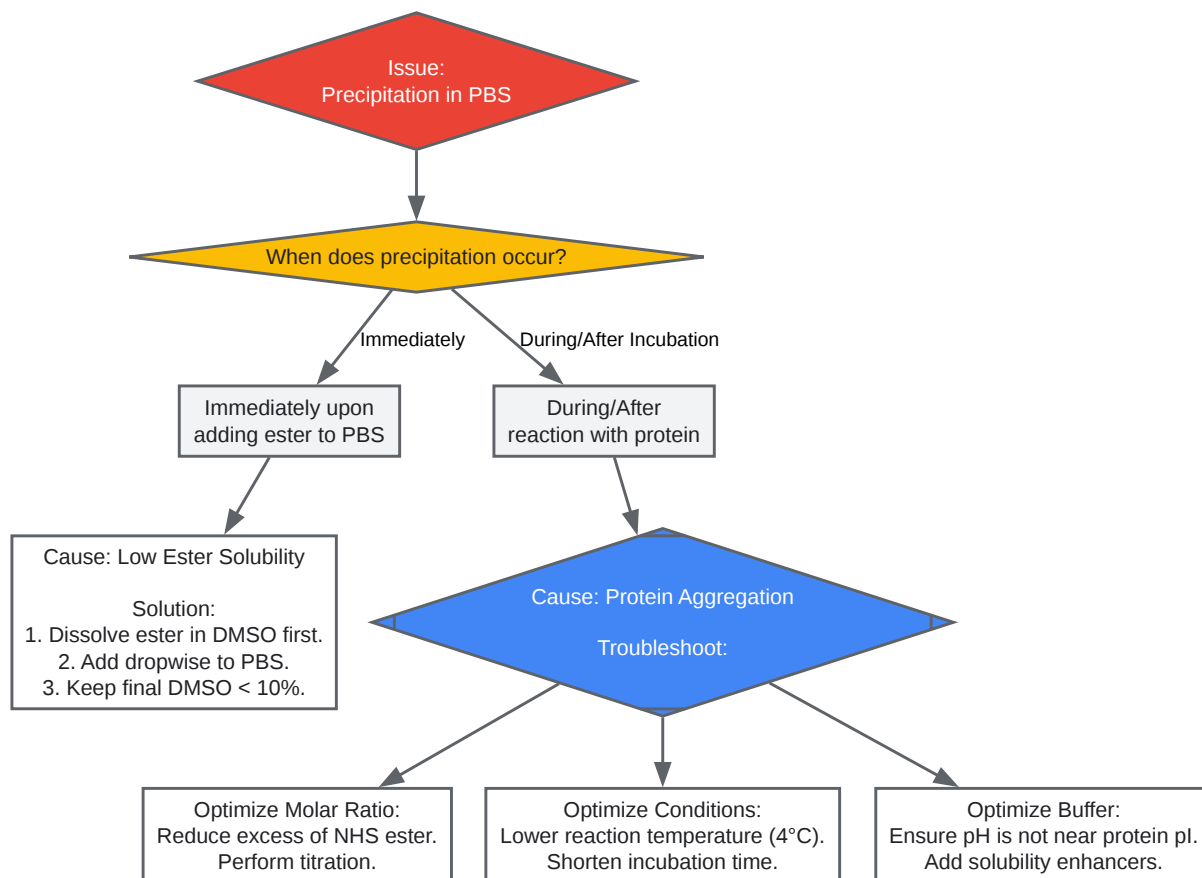 Issue:
Precipitation in PBS
When does precipitation occur?
Immediately
During/After Incubation
Immediately upon
adding ester to PBS
During/After
reaction with protein
Cause: Low Ester Solubility
Solution:
1. Dissolve ester in DMSO first.
2. Add dropwise to PBS.
3. Keep final DMSO < 10%.
Cause: Protein Aggregation
Troubleshoot:
Optimize Molar Ratio:
Reduce excess of NHS ester.
Perform titration.
Optimize Conditions:
Lower reaction temperature (4°C).
Shorten incubation time.
Optimize Buffer:
Ensure pH is not near protein pI.
Add solubility enhancers.